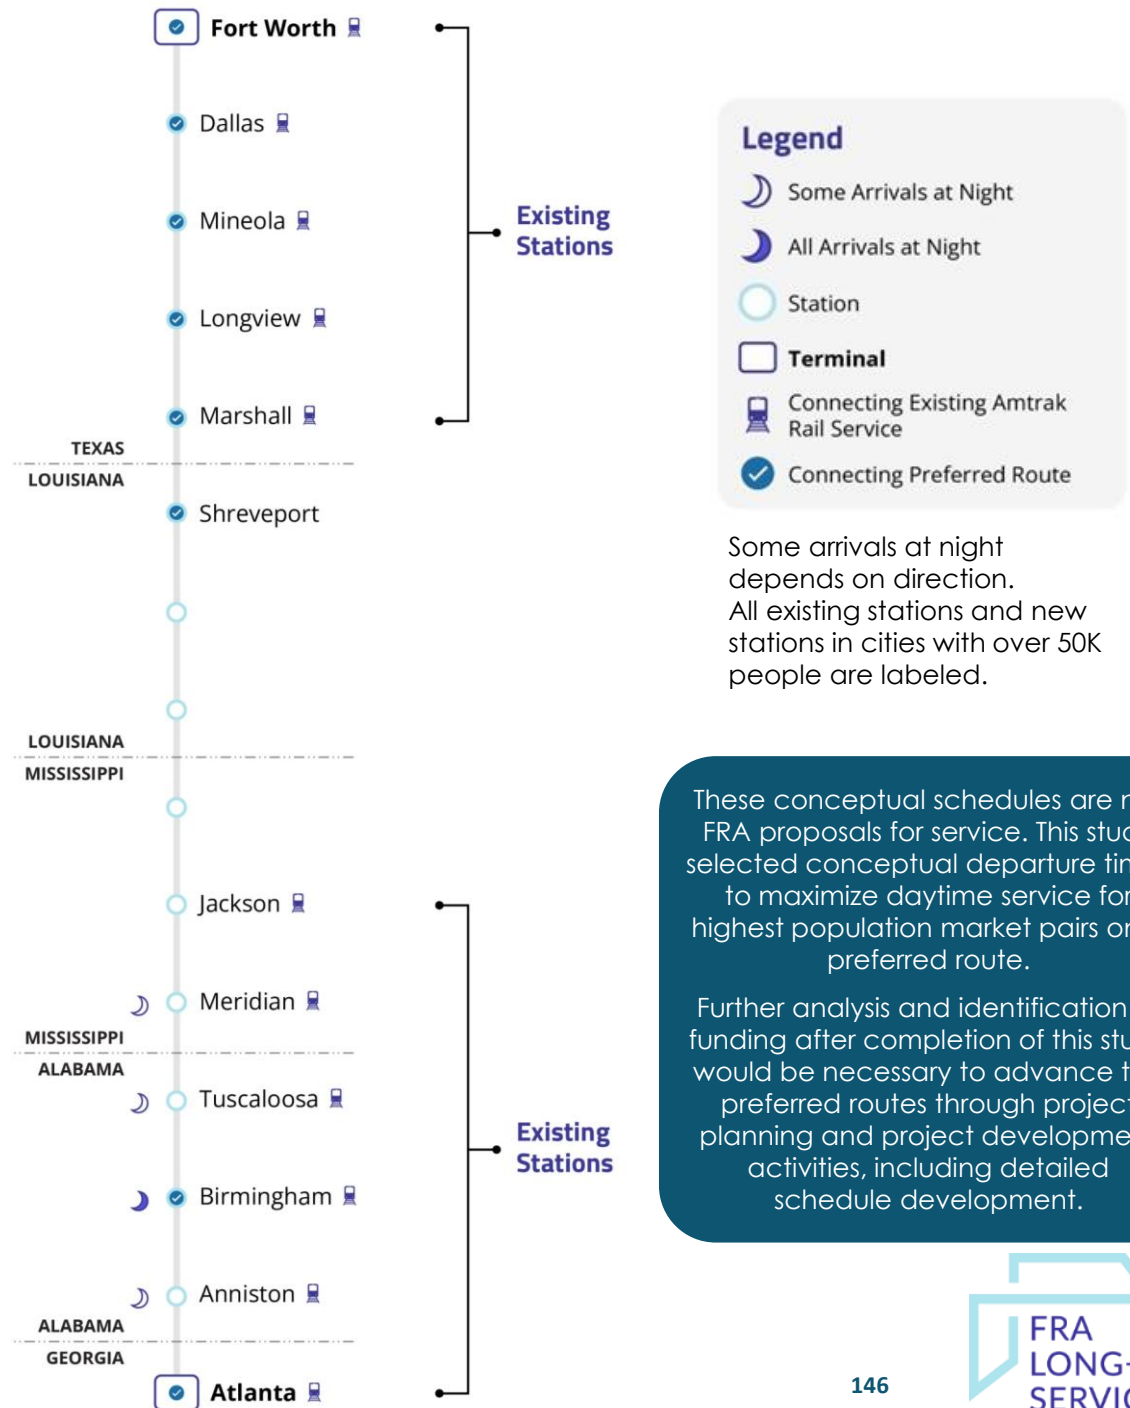 Fort Worth
Dallas
Mineola
Longview
Marshall
Existing
Stations
TEXAS
LOUISIANA
Shreveport
LOUISIANA
MISSISSIPPI
Jackson
Meridian
MISSISSIPPI
ALABAMA
Tuscaloosa
Birmingham
Anniston
Existing
Stations
ALABAMA
GEORGIA
Atlanta
Legend
Some Arrivals at Night
All Arrivals at Night
Station
Terminal
Connecting Existing Amtrak
Rail Service
Connecting Preferred Route
Some arrivals at night
depends on direction.
All existing stations and new
stations in cities with over 50K
people are labeled.
These conceptual schedules are
FRA proposals for service. This
selected conceptual departure
to maximize daytime service for
highest population market pairs
preferred route.
Further analysis and identification
funding after completion of this
would be necessary to advance
preferred routes through project
planning and project
activities, including detailed
schedule development.
146
FRA
LONG-